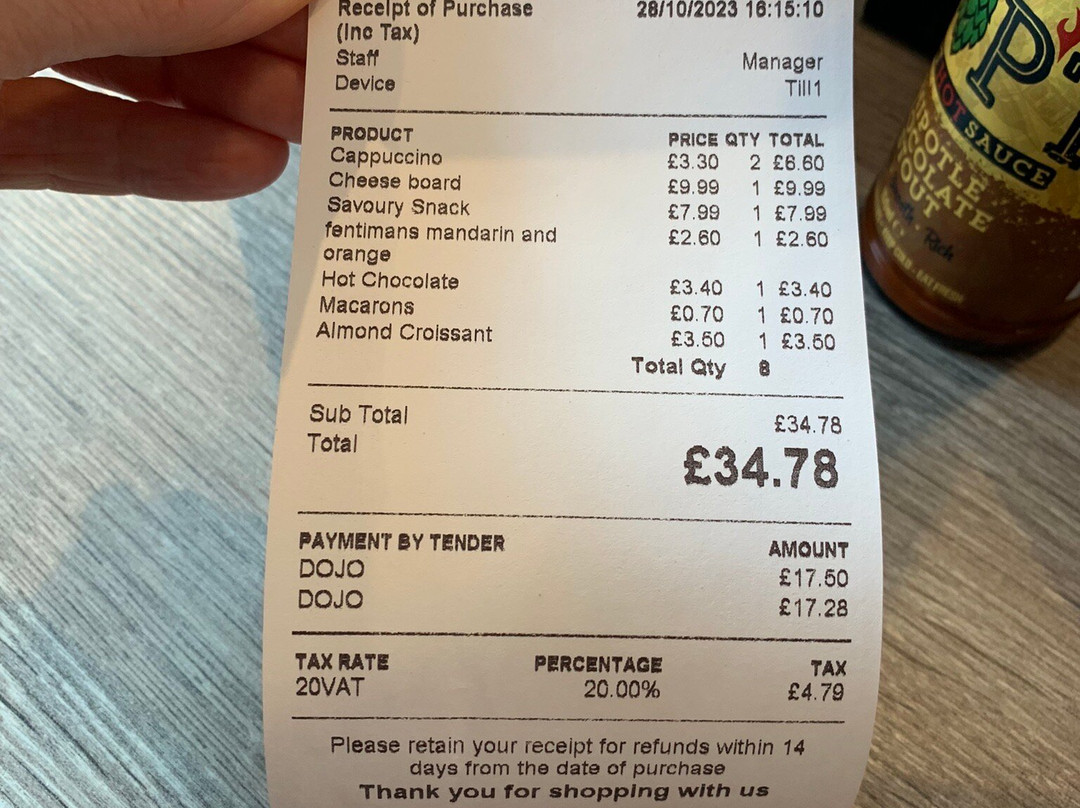 Receipt of Purchase 28/10/2023 16:15:10
(Inc Tax)
Staff Manager
Device Till1
PRODUCT PRICE QTY TOTAL
Cappuccino £3.30 2 £6.60
Cheese board £9.99 1 £9.99
Savoury Snack £7.99 1 £7.99
fentimans mandarin and £2.60 1 £2.60
orange
Hot Chocolate £3.40 1 £3.40
Macarons £0.70 1 £0.70
Almond Croissant £3.50 1 £3.50
Total Qty 8
Sub Total £34.78
Total £34.78
PAYMENT BY TENDER AMOUNT
DOJO £17.50
DOJO £17.28
TAX RATE PERCENTAGE TAX
20VAT 20.00% £4.79
Please retain your receipt for refunds within 14
days from the date of purchase
Thank you for shopping with us
HOT SAUCE
Rich